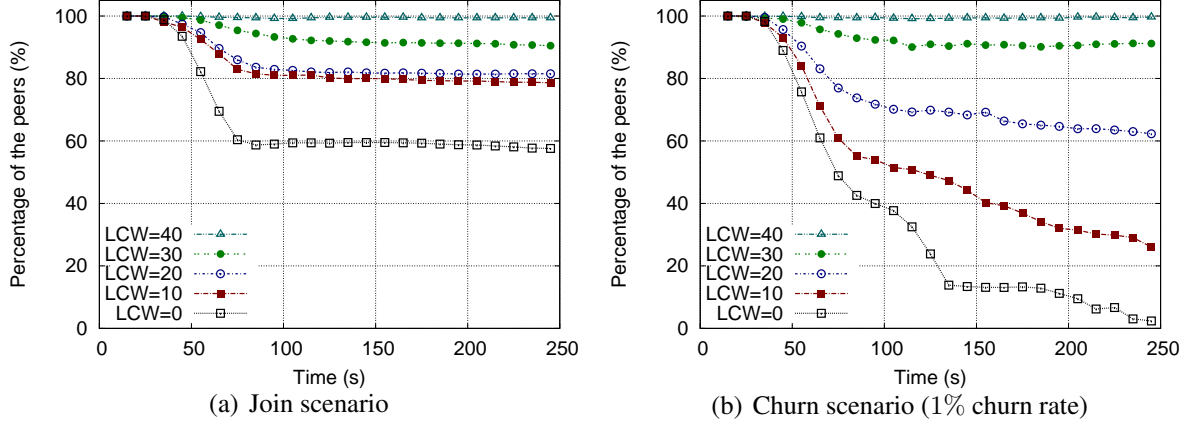 Percentage of the peers (%)
100
80
60
40
20
0
LCW=40
LCW=30
LCW=20
LCW=10
LCW=0
0
50
100
150
200
250
Time (s)
(a) Join scenario
Percentage of the peers (%)
100
80
60
40
20
0
LCW=40
LCW=30
LCW=20
LCW=10
LCW=0
0
50
100
150
200
250
Time (s)
(b) Churn scenario (1% churn rate)